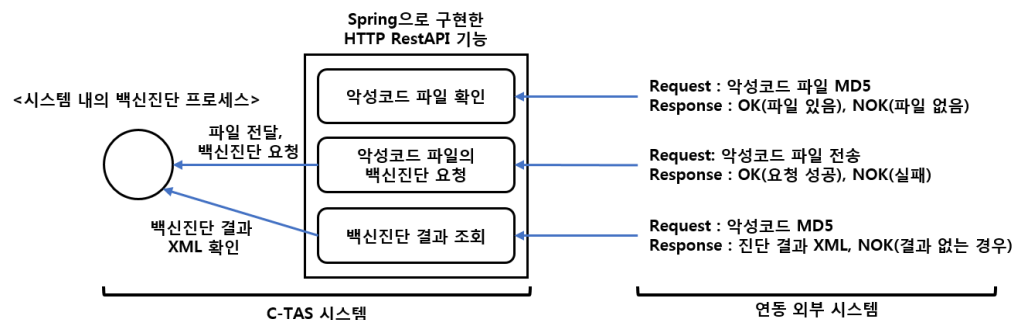 Spring으로 구현한
HTTP RestAPI 기능
<시스템 내의 백신진단 프로세스>
악성코드 파일 확인
Request : 악성코드 파일 MD5
Response : OK(파일 있음), NOK(파일 없음)
파일 전달,
백신진단 요청
악성코드 파일의
백신진단 요청
Request: 악성코드 파일 전송
Response : OK(요청 성공), NOK(실패)
백신진단 결과
XML 확인
백신진단 결과 조회
Request : 악성코드 MD5
Response : 진단 결과 XML, NOK(결과 없는 경우)
C-TAS 시스템
연동 외부 시스템